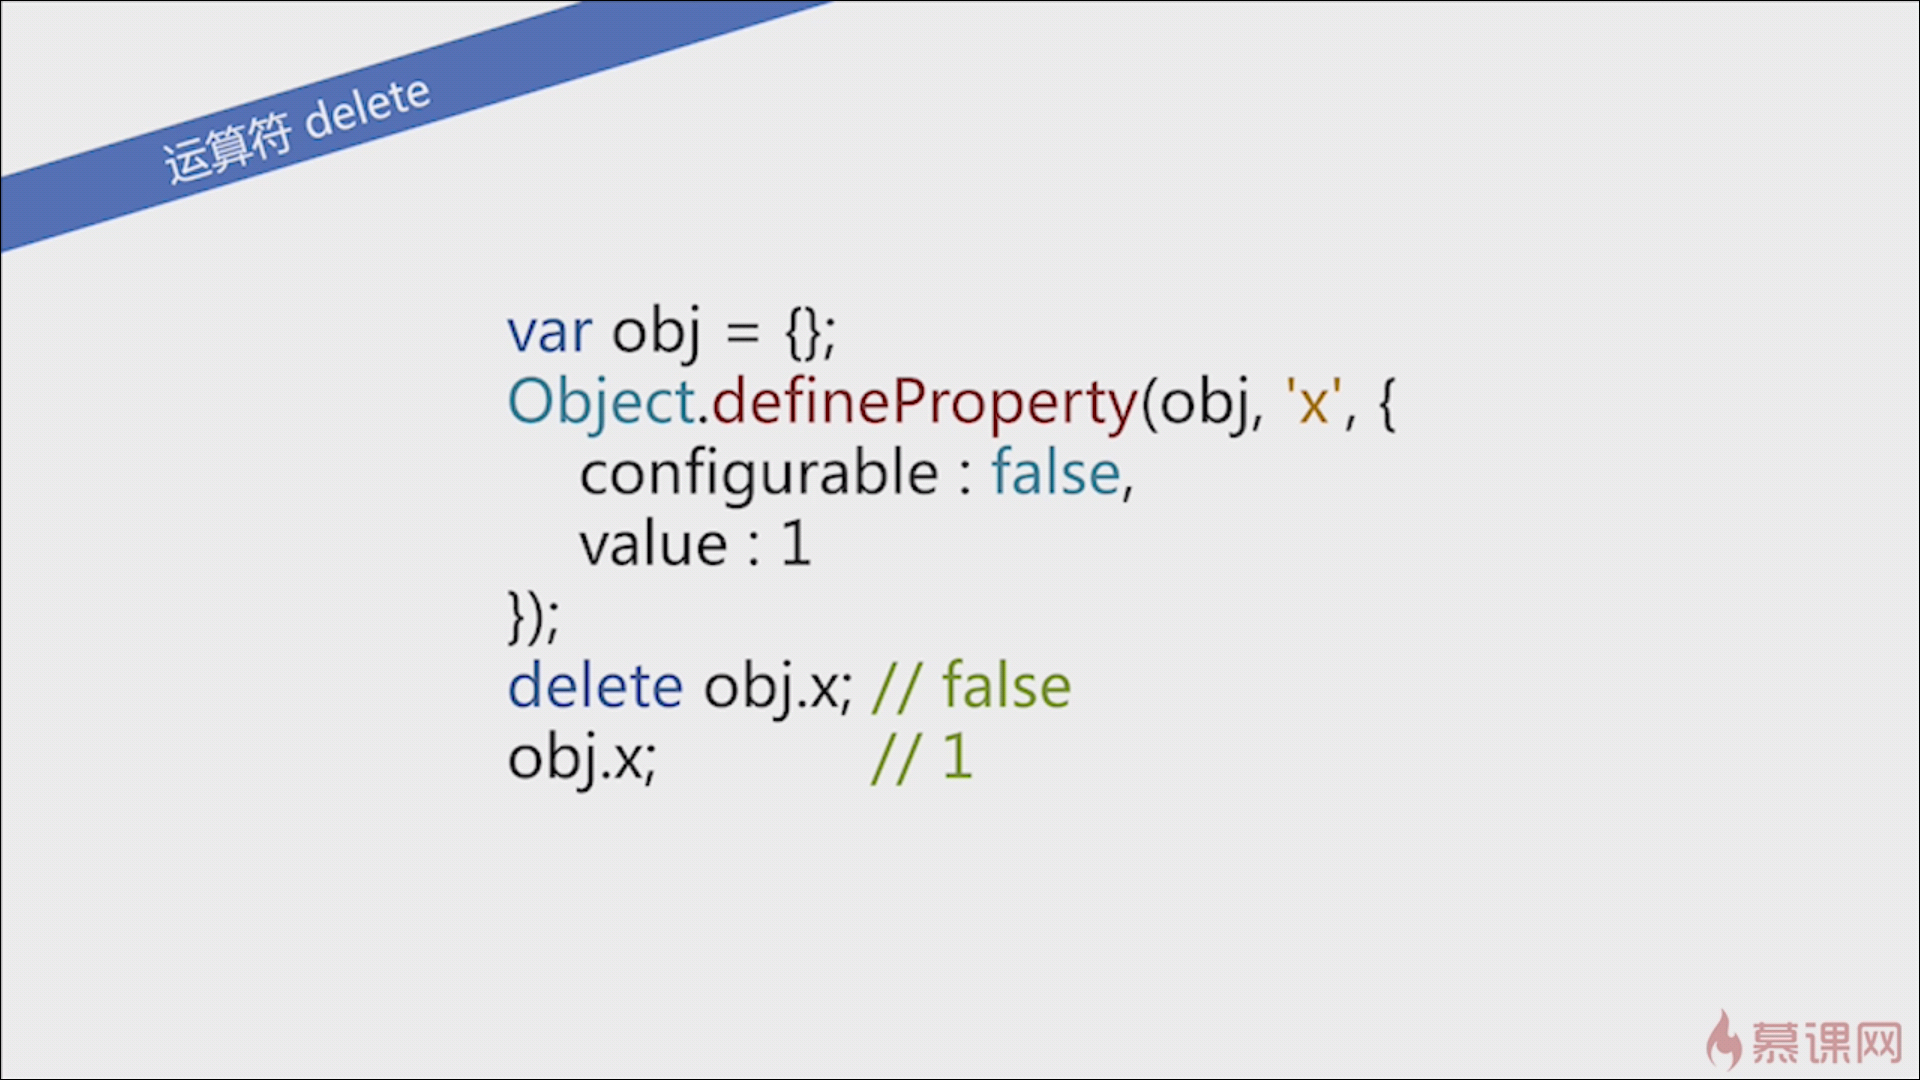 运算符 delete
var obj = {};
Object.defineProperty(obj, 'x', {
    configurable : false,
    value : 1
});
delete obj.x; // false
obj.x;           // 1
慕课网